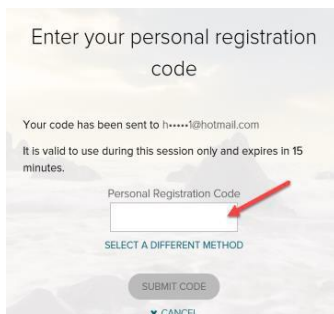 Enter your personal registration
code
Your code has been sent to h•••••1@hotmail.com
It is valid to use during this session only and expires in 15
minutes.
Personal Registration Code
SELECT A DIFFERENT METHOD
SUBMIT CODE
✖ CANCEL